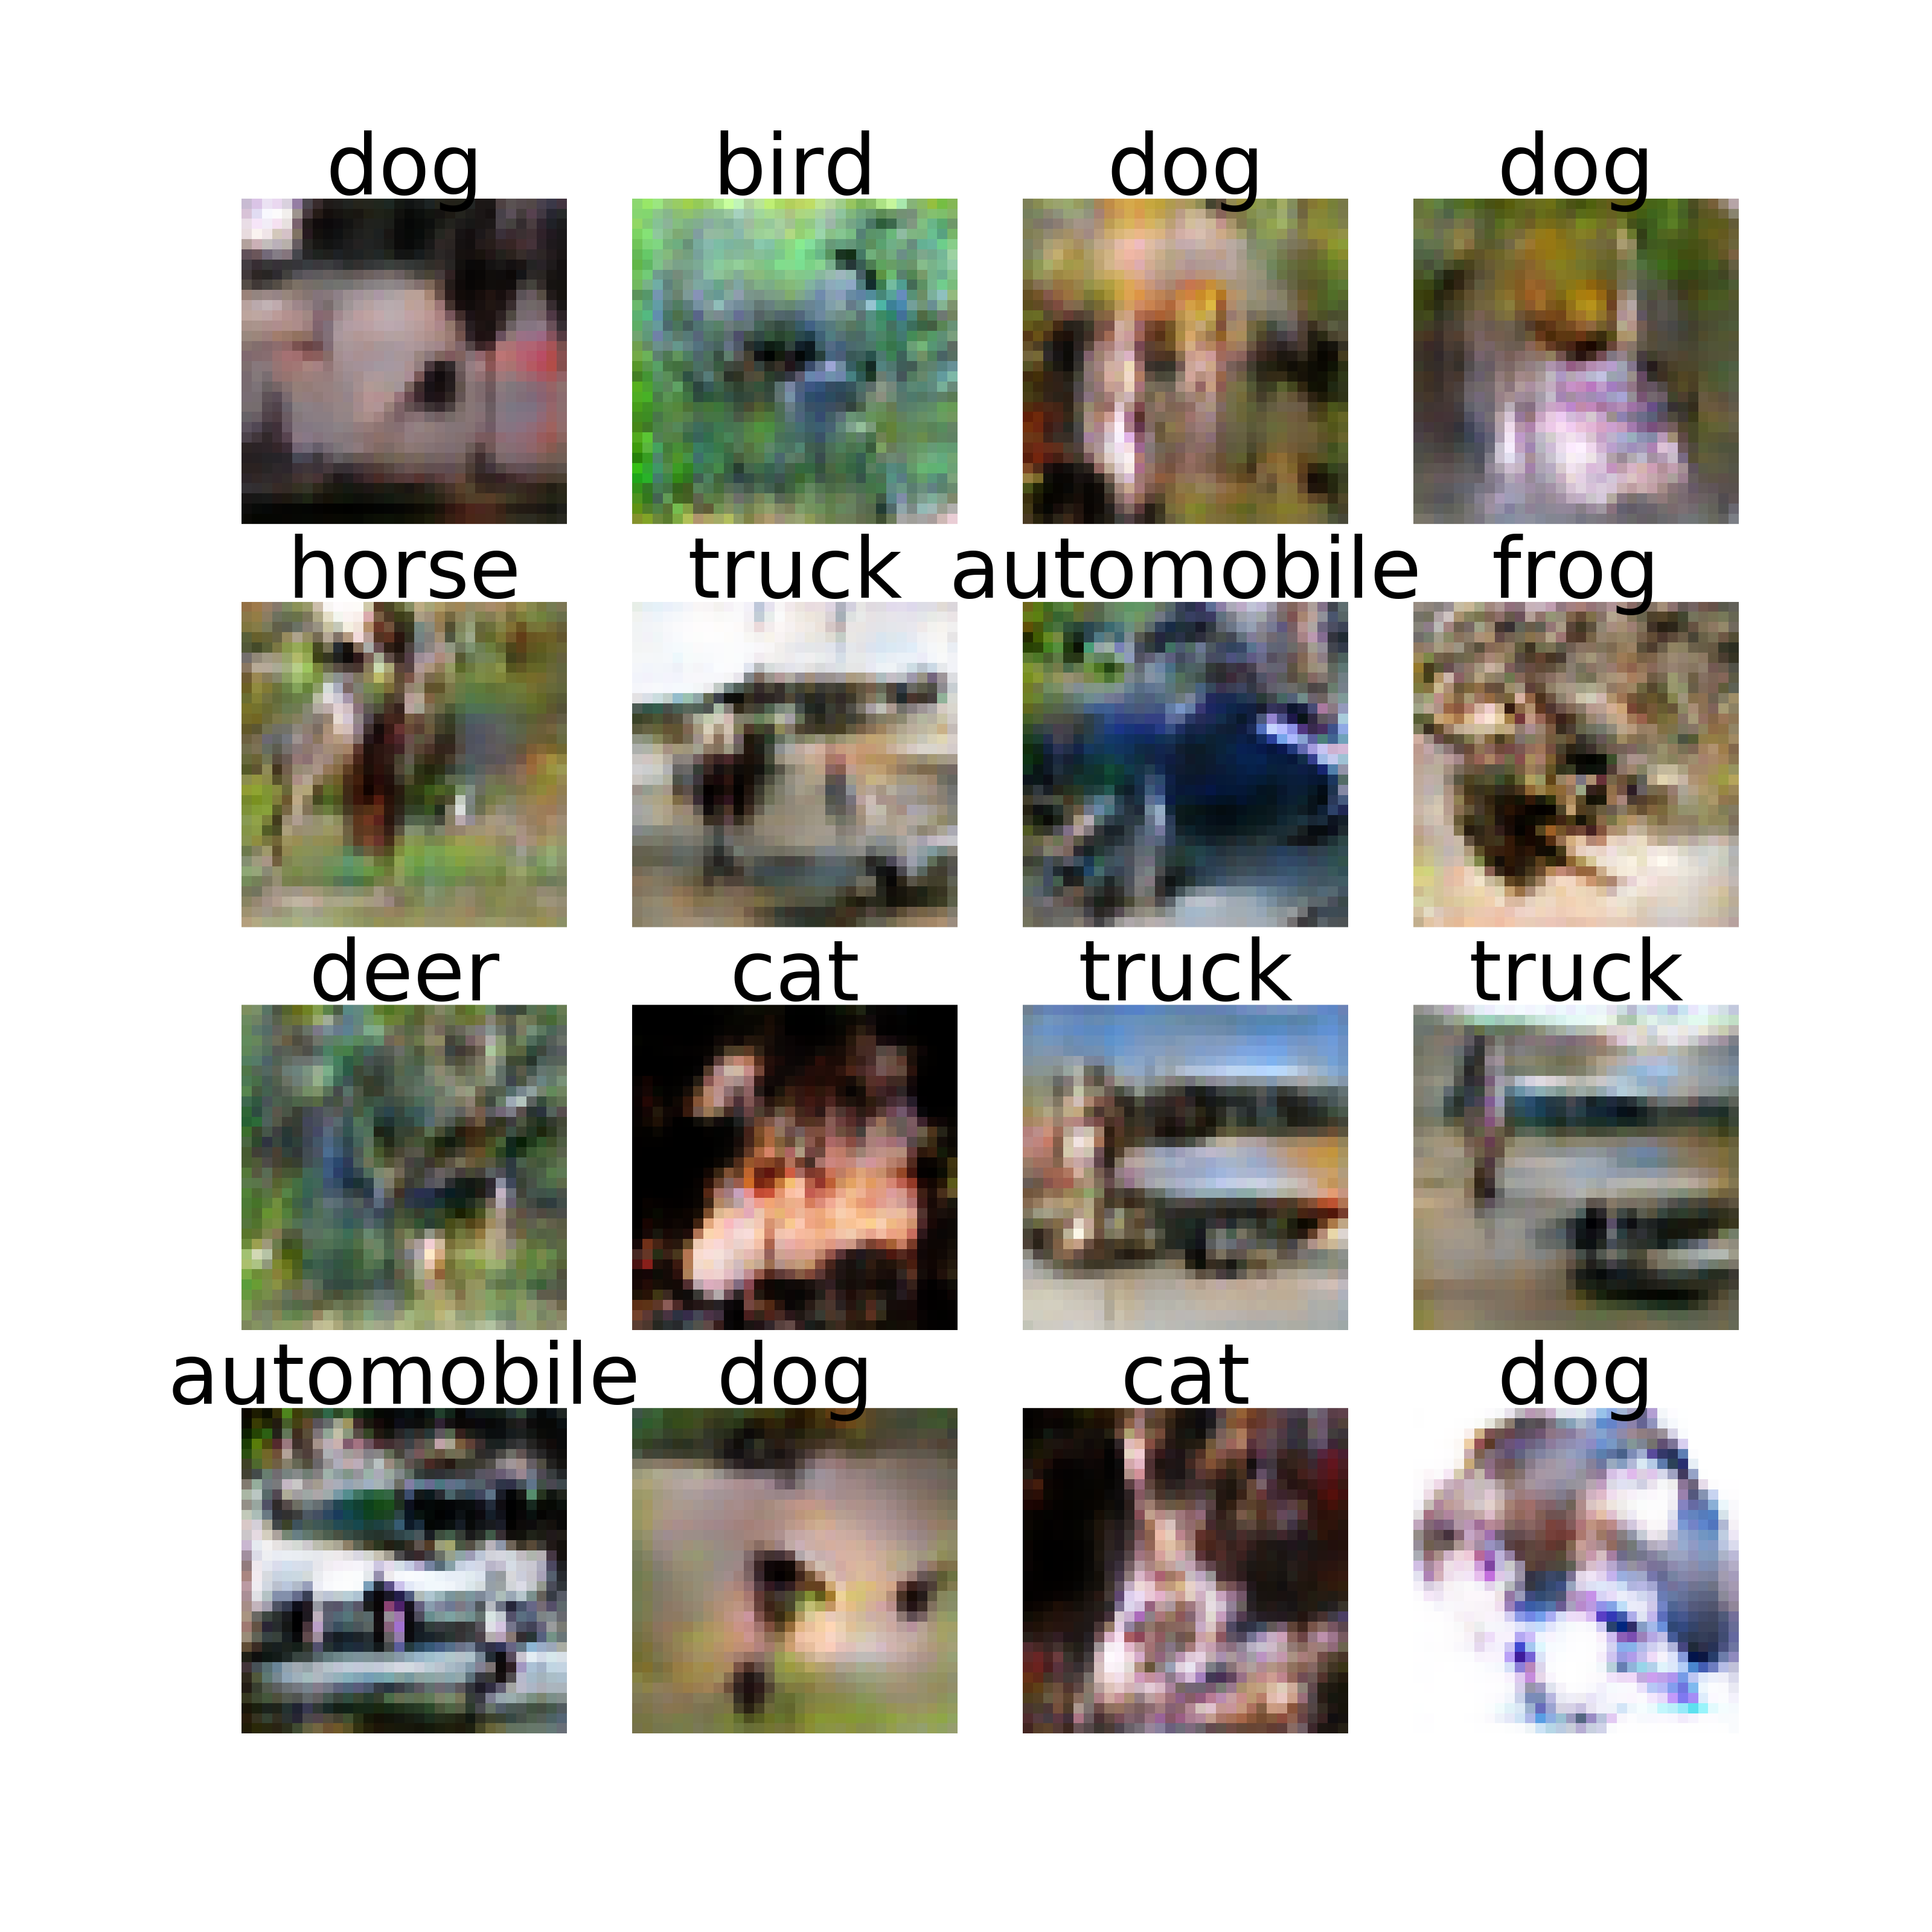 dog bird dog dog
horse truck automobile frog
deer cat truck truck
automobile dog cat dog